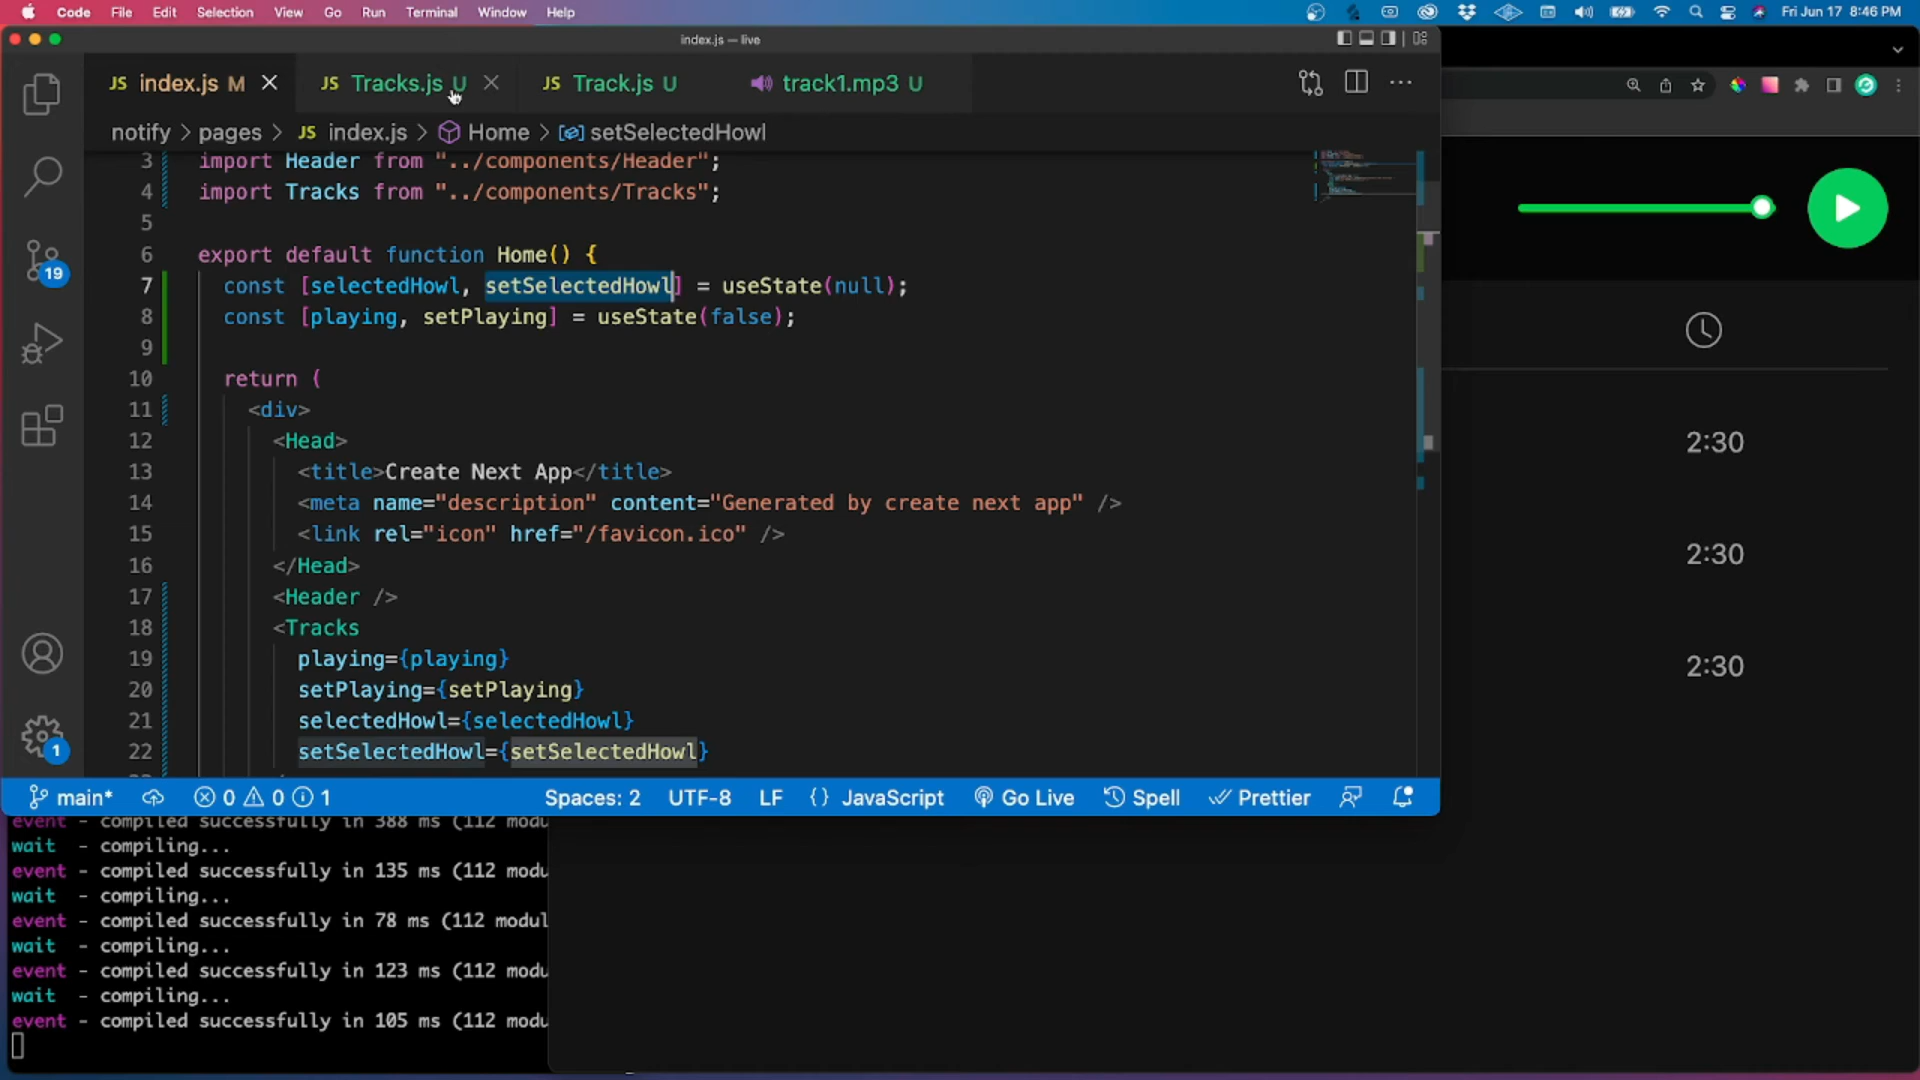 Code File Edit Selection View Go Run Terminal Window Help Fri Jun 17 8:46 PM
index.js — live
JS index.js M JS Tracks.js U JS Track.js U track1.mp3 U
notify > pages > JS index.js > Home > setSelectedHowl
3 import Header from "../components/Header";
4 import Tracks from "../components/Tracks";
5
6 export default function Home() {
7 const [selectedHowl, setSelectedHowl] = useState(null);
8 const [playing, setPlaying] = useState(false);
9
10 return (
11 <div>
12 <Head>
13 <title>Create Next App</title>
14 <meta name="description" content="Generated by create next app" />
15 <link rel="icon" href="/favicon.ico" />
16 </Head>
17 <Header />
18 <Tracks
19 playing={playing}
20 setPlaying={setPlaying}
21 selectedHowl={selectedHowl}
22 setSelectedHowl={setSelectedHowl}
19
1
2:30
2:30
2:30
main* 0 0 1 Spaces: 2 UTF-8 LF {} JavaScript Go Live Spell Prettier
event - compiled successfully in 388 ms (112 modu
wait - compiling...
event - compiled successfully in 135 ms (112 modu
wait - compiling...
event - compiled successfully in 78 ms (112 modul
wait - compiling...
event - compiled successfully in 123 ms (112 modu
wait - compiling...
event - compiled successfully in 105 ms (112 modu